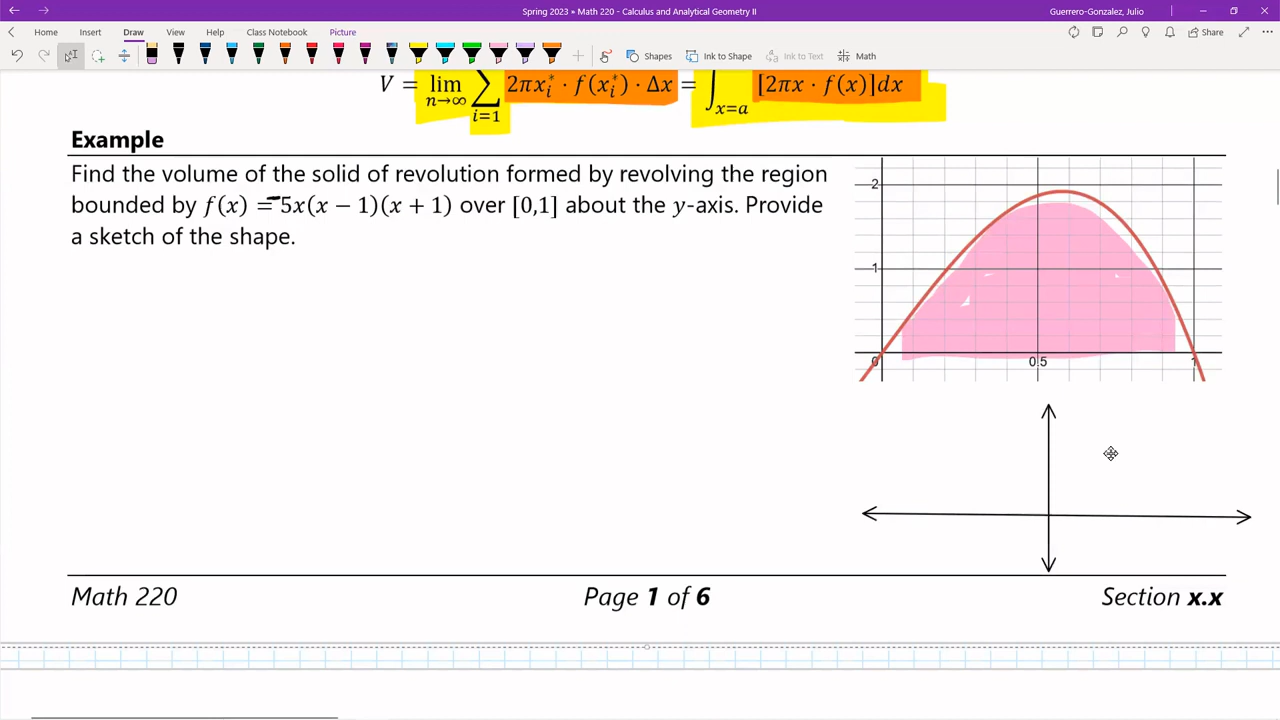 Spring 2023 » Math 220 - Calculus and Analytical Geometry II
Guerrero-Gonzalez, Julio
Home Insert Draw View Help Class Notebook Picture
Share
Shapes Ink to Shape Ink to Text Math
V = lim n→∞ ∑ i=1 2πx_i^* · f(x_i^*) · Δx = ∫ x=a [2πx · f(x)]dx
Example
Find the volume of the solid of revolution formed by revolving the region
bounded by f(x) = -5x(x − 1)(x + 1) over [0,1] about the y-axis. Provide
a sketch of the shape.
2
1
0 0.5 1
Math 220 Page 1 of 6 Section x.x